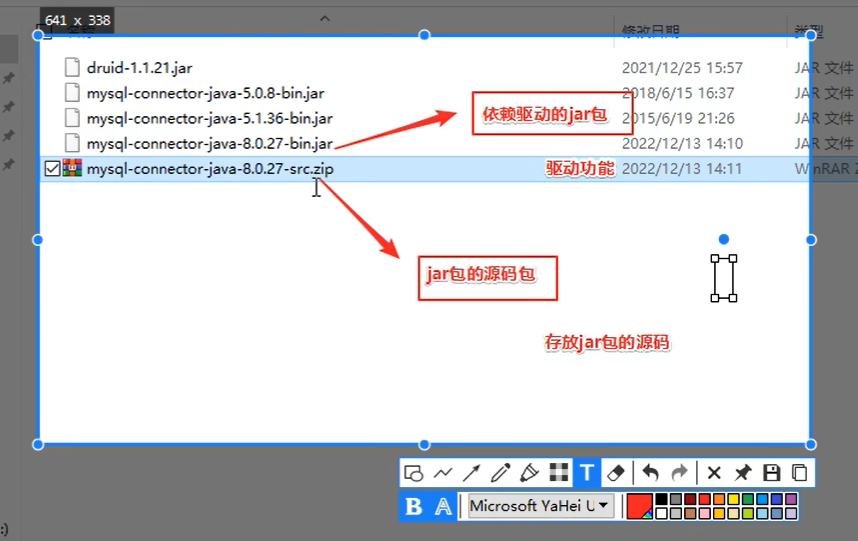 641 x 338
名称 修改日期 类型
druid-1.1.21.jar 2021/12/25 15:57 JAR 文件
mysql-connector-java-5.0.8-bin.jar 2018/6/15 16:37 JAR 文件
依赖驱动的jar包
mysql-connector-java-5.1.36-bin.jar 2015/6/19 21:26 JAR 文件
mysql-connector-java-8.0.27-bin.jar 2022/12/13 14:10 JAR 文件
mysql-connector-java-8.0.27-src.zip 驱动功能 2022/12/13 14:11 WinRAR
jar包的源码包
存放jar包的源码
T
B A Microsoft YaHei U
:)